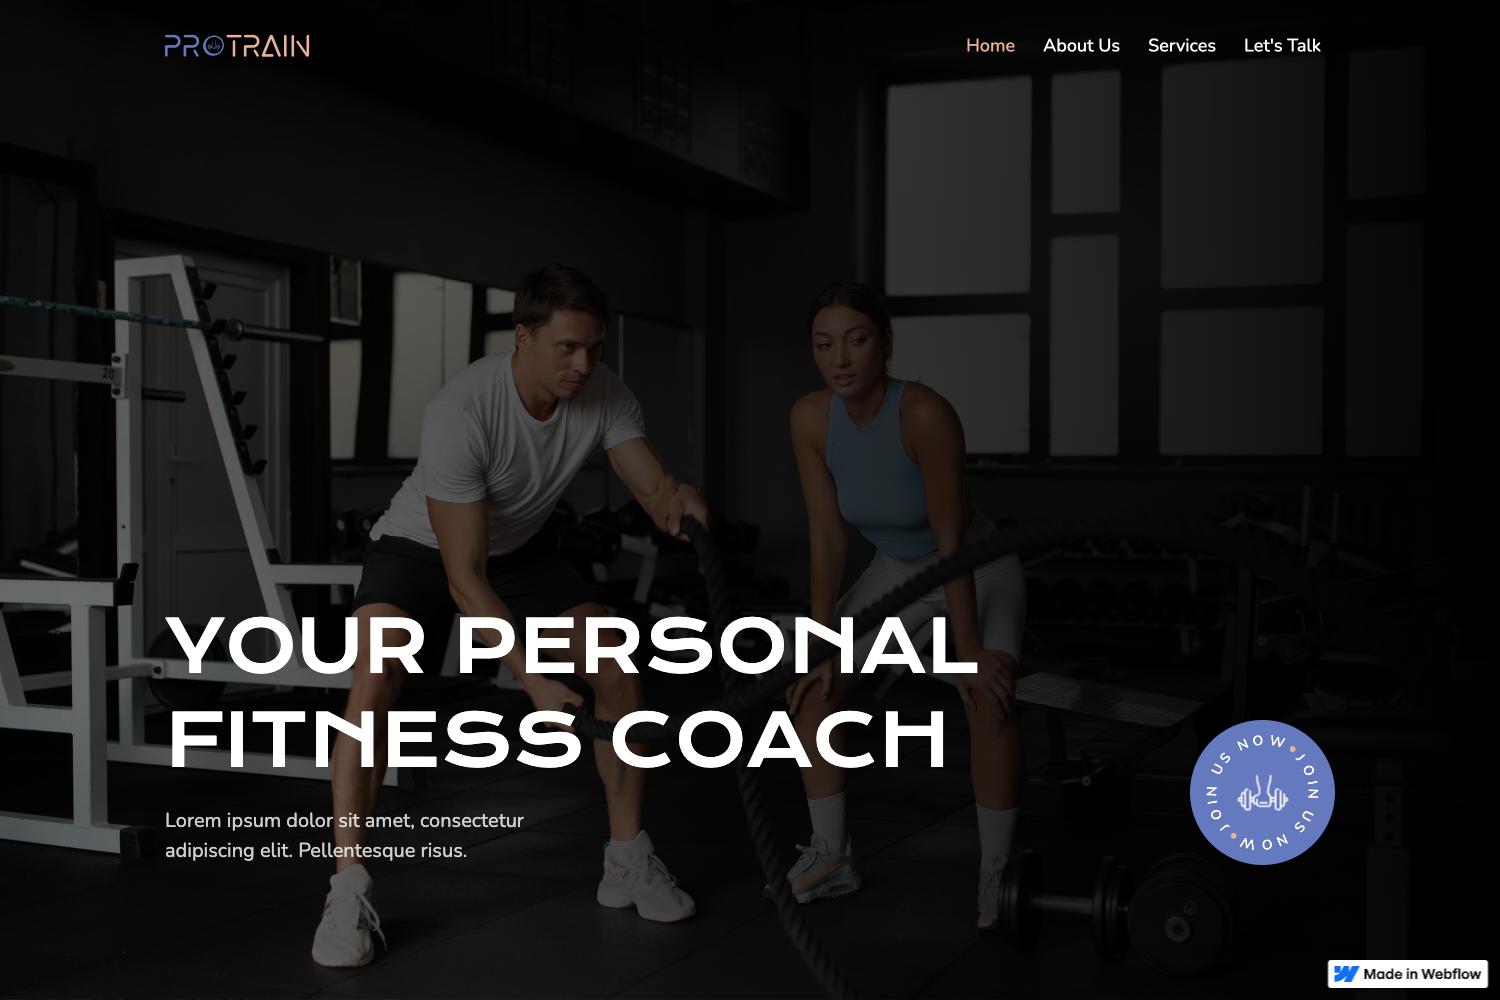 PROTRAIN
Home
About Us
Services
Let's Talk
20
YOUR PERSONAL
FITNESS COACH
Lorem ipsum dolor sit amet, consectetur
adipiscing elit. Pellentesque risus.
JOIN US NOW•JOIN US NOW•
Made in Webflow